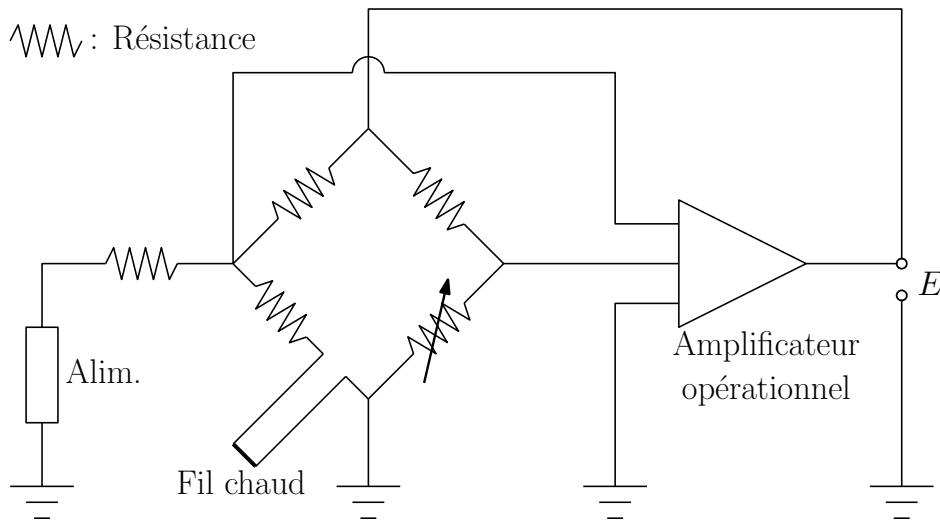 : Résistance
Alim.
Fil chaud
Amplificateur
opérationnel
E